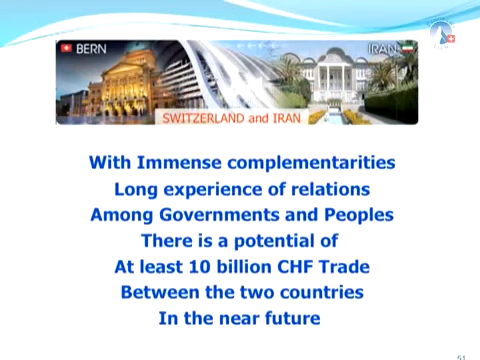 BERN
IRAN
SWITZERLAND and IRAN
With Immense complementarities
Long experience of relations
Among Governments and Peoples
There is a potential of
At least 10 billion CHF Trade
Between the two countries
In the near future
51